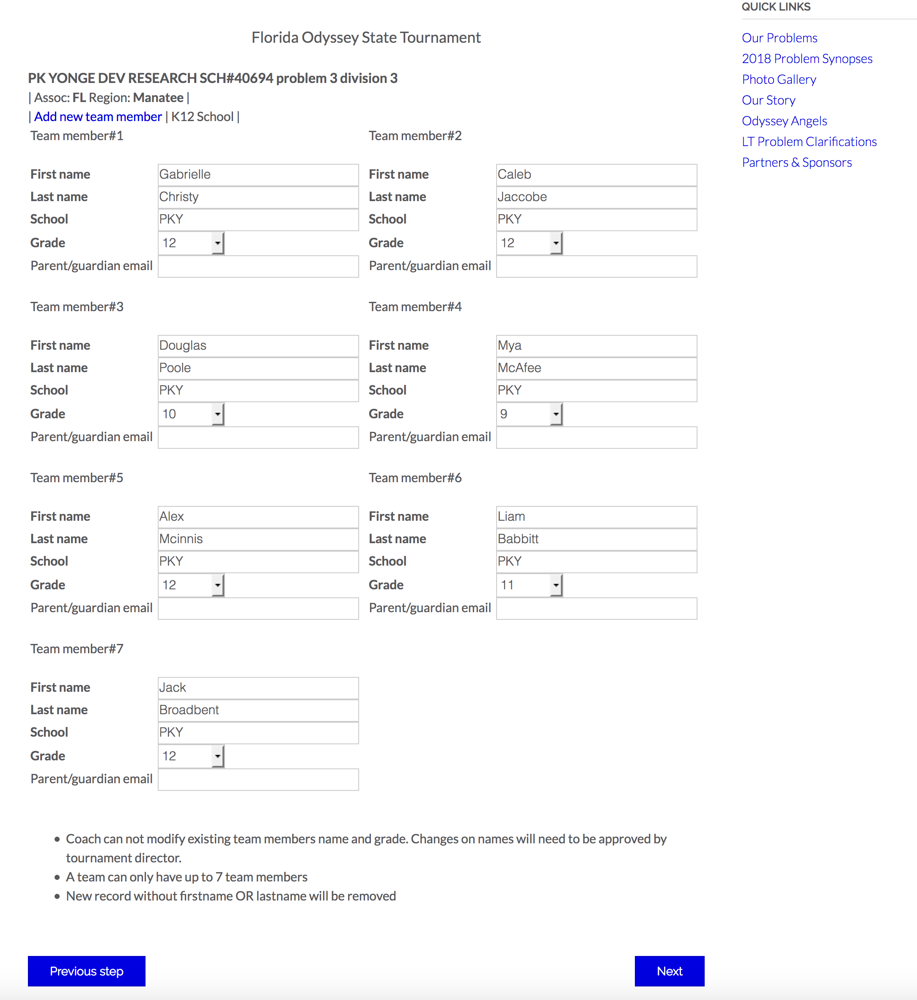 QUICK LINKS
Our Problems
2018 Problem Synopses
Photo Gallery
Our Story
Odyssey Angels
LT Problem Clarifications
Partners & Sponsors
Florida Odyssey State Tournament
PK YONGE DEV RESEARCH SCH#40694 problem 3 division 3
| Assoc: FL Region: Manatee |
| Add new team member | K12 School |
Team member#1
First name Gabrielle
Last name Christy
School PKY
Grade 12
Parent/guardian email
Team member#2
First name Caleb
Last name Jaccobe
School PKY
Grade 12
Parent/guardian email
Team member#3
First name Douglas
Last name Poole
School PKY
Grade 10
Parent/guardian email
Team member#4
First name Mya
Last name McAfee
School PKY
Grade 9
Parent/guardian email
Team member#5
First name Alex
Last name Mcinnis
School PKY
Grade 12
Parent/guardian email
Team member#6
First name Liam
Last name Babbitt
School PKY
Grade 11
Parent/guardian email
Team member#7
First name Jack
Last name Broadbent
School PKY
Grade 12
Parent/guardian email
• Coach can not modify existing team members name and grade. Changes on names will need to be approved by
tournament director.
• A team can only have up to 7 team members
• New record without firstname OR lastname will be removed
Previous step
Next